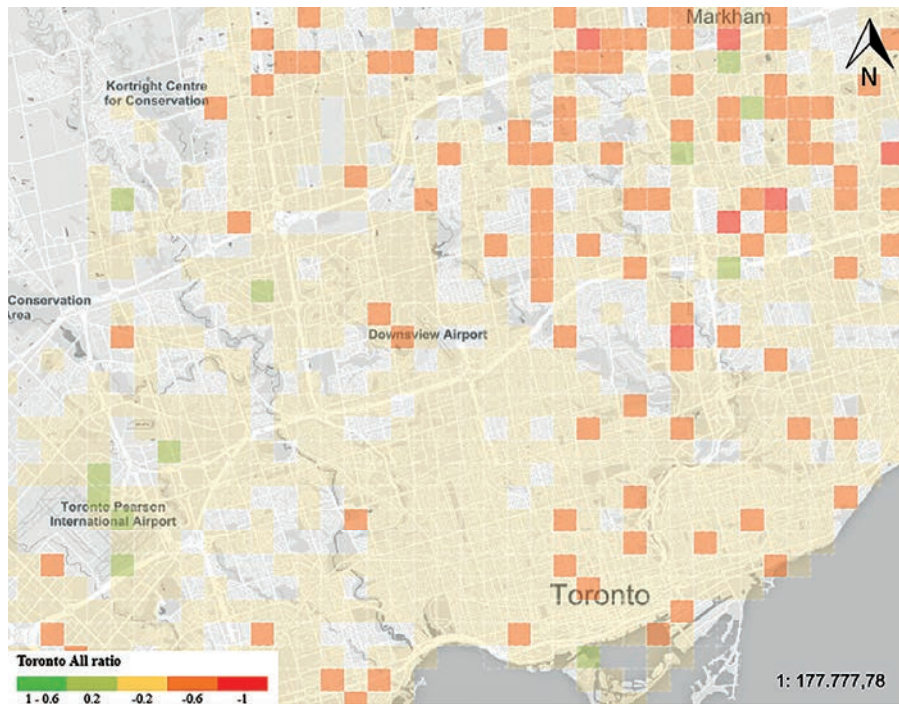 Markham
N
Kortright Centre
for Conservation
Conservation
Area
Downsview Airport
Toronto Pearson
International Airport
Toronto
Toronto All ratio
1 - 0.6 0.2 -0.2 -0.6 -1
1: 177.777,78